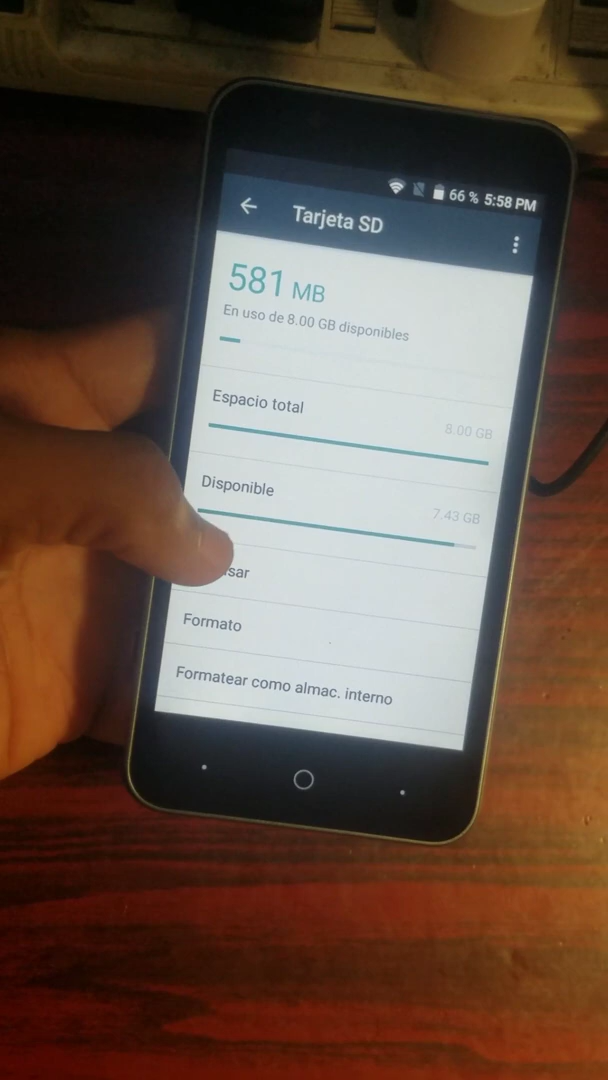 66 % 5:58 PM
Tarjeta SD
581 MB
En uso de 8.00 GB disponibles
Espacio total
8.00 GB
Disponible
7.43 GB
Formato
Formatear como almac. interno